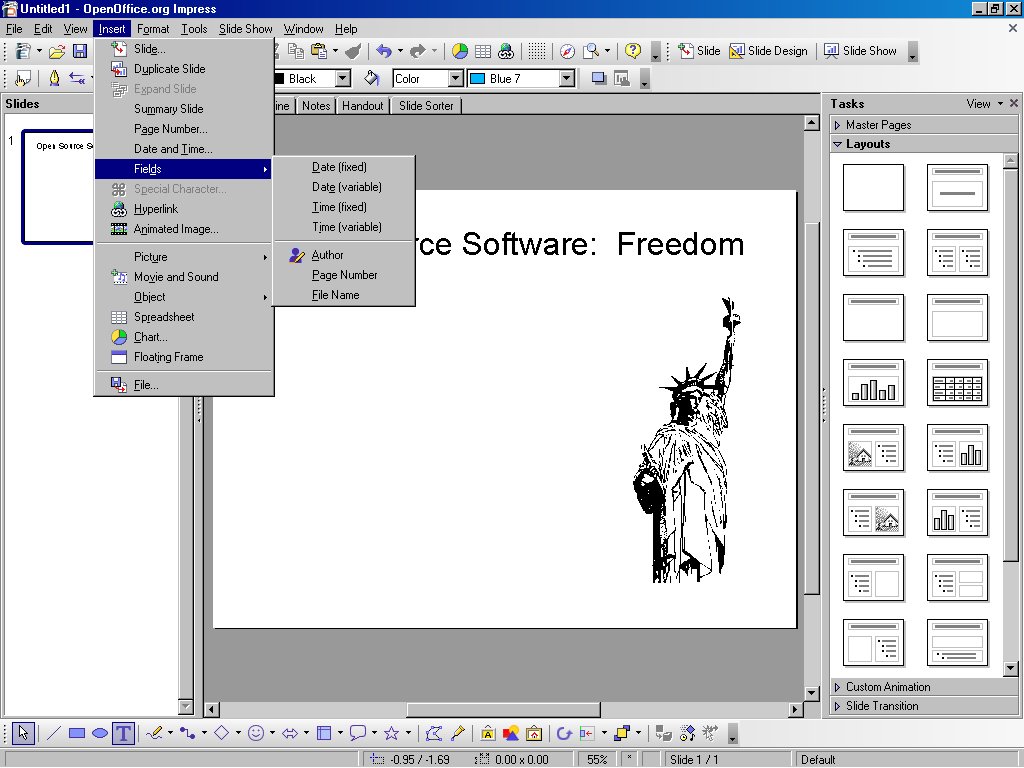 Untitled1 - OpenOffice.org Impress
File Edit View Insert Format Tools Slide Show Window Help
Slide Slide Design Slide Show
Black Color Blue 7
Slides
ine Notes Handout Slide Sorter
1
Open Source S
Slide...
Duplicate Slide
Expand Slide
Summary Slide
Page Number...
Date and Time...
Fields
Special Character...
Hyperlink
Animated Image...
Picture
Movie and Sound
Object
Spreadsheet
Chart...
Floating Frame
File...
Date (fixed)
Date (variable)
Time (fixed)
Time (variable)
Author
Page Number
File Name
rce Software: Freedom
Tasks View
Master Pages
Layouts
Custom Animation
Slide Transition
-0.95 / -1.69 0.00 x 0.00 55% * Slide 1 / 1 Default